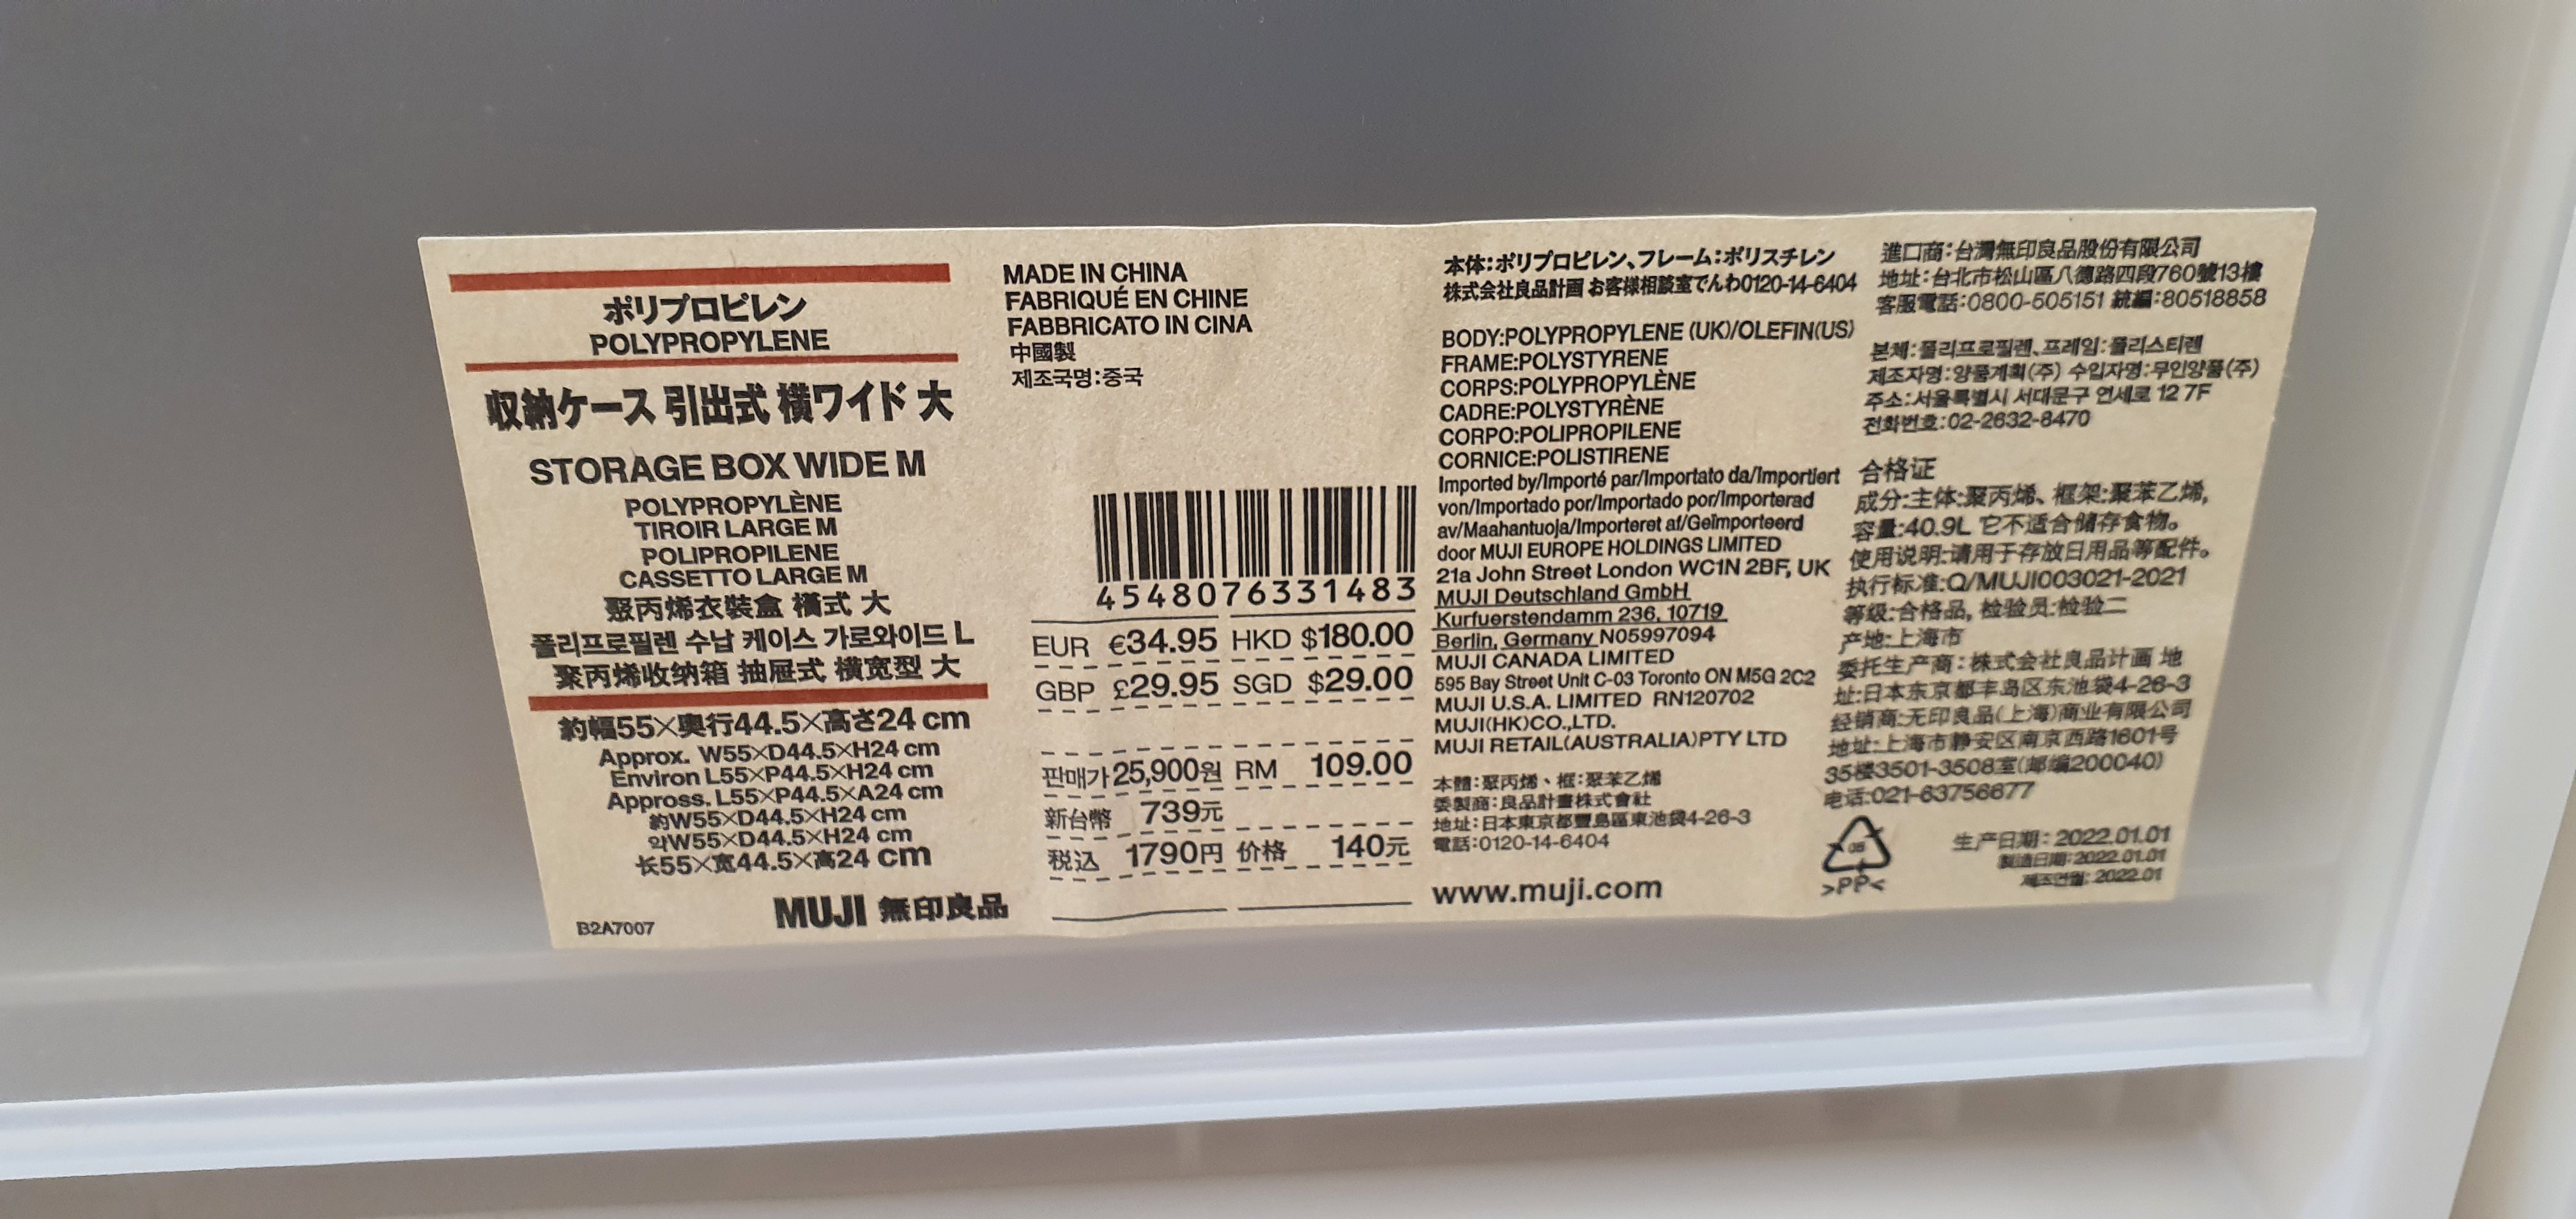 ポリプロピレン
POLYPROPYLENE
収納ケース 引出式 横ワイド 大
STORAGE BOX WIDE M
POLYPROPYLÈNE
TIROIR LARGE M
POLIPROPILENE
CASSETTO LARGE M
聚丙烯衣裝盒 橫式 大
폴리프로필렌 수납 케이스 가로와이드 L
聚丙烯收纳箱 抽屉式 横宽型 大
約幅55×奥行44.5×高さ24 cm
Approx. W55×D44.5×H24 cm
Environ L55×P44.5×H24 cm
Appross. L55×P44.5×A24 cm
約W55×D44.5×H24 cm
약W55×D44.5×H24 cm
长55×宽44.5×高24 cm
MUJI 無印良品
B2A7007
MADE IN CHINA
FABRIQUÉ EN CHINE
FABBRICATO IN CINA
中國製
제조국명:중국
4548076331483
EUR €34.95 HKD $180.00
GBP £29.95 SGD $29.00
판매가 25,900원 RM 109.00
新台幣 739元
税込 1790円 价格 140元
本体:ポリプロピレン、フレーム:ポリスチレン
株式会社良品計画 お客様相談室でんわ0120-14-6404
BODY:POLYPROPYLENE (UK)/OLEFIN(US)
FRAME:POLYSTYRENE
CORPS:POLYPROPYLÈNE
CADRE:POLYSTYRÈNE
CORPO:POLIPROPILENE
CORNICE:POLISTIRENE
Imported by/Importé par/Importato da/Importiert
von/Importado por/Importado por/Importerad
av/Maahantuoja/Importeret af/Geïmporteerd
door MUJI EUROPE HOLDINGS LIMITED
21a John Street London WC1N 2BF, UK
MUJI Deutschland GmbH
Kurfuerstendamm 236, 10719
Berlin, Germany N05997094
MUJI CANADA LIMITED
595 Bay Street Unit C-03 Toronto ON M5G 2C2
MUJI U.S.A. LIMITED RN120702
MUJI(HK)CO.,LTD.
MUJI RETAIL(AUSTRALIA)PTY LTD
本體:聚丙烯、框:聚苯乙烯
委製商:良品計畫株式會社
地址:日本東京都豐島區東池袋4-26-3
電話:0120-14-6404
www.muji.com
進口商:台灣無印良品股份有限公司
地址:台北市松山區八德路四段760號13樓
客服電話:0800-505151 統編:80518858
본체:폴리프로필렌、프레임:폴리스티렌
제조자명:양품계획(주) 수입자명:무인양품(주)
주소:서울특별시 서대문구 연세로 12 7F
전화번호:02-2632-8470
合格证
成分:主体:聚丙烯、框架:聚苯乙烯,
容量:40.9L 它不适合储存食物。
使用说明:请用于存放日用品等配件。
执行标准:Q/MUJI003021-2021
等级:合格品, 检验员:检验二
产地:上海市
委托生产商:株式会社良品计画 地
址:日本东京都丰岛区东池袋4-26-3
经销商:无印良品(上海)商业有限公司
地址:上海市静安区南京西路1601号
35楼3501-3508室(邮编200040)
电话:021-63756677
05
>PP<
生产日期: 2022.01.01
製造日期:2022.01.01
제조연월: 2022.01